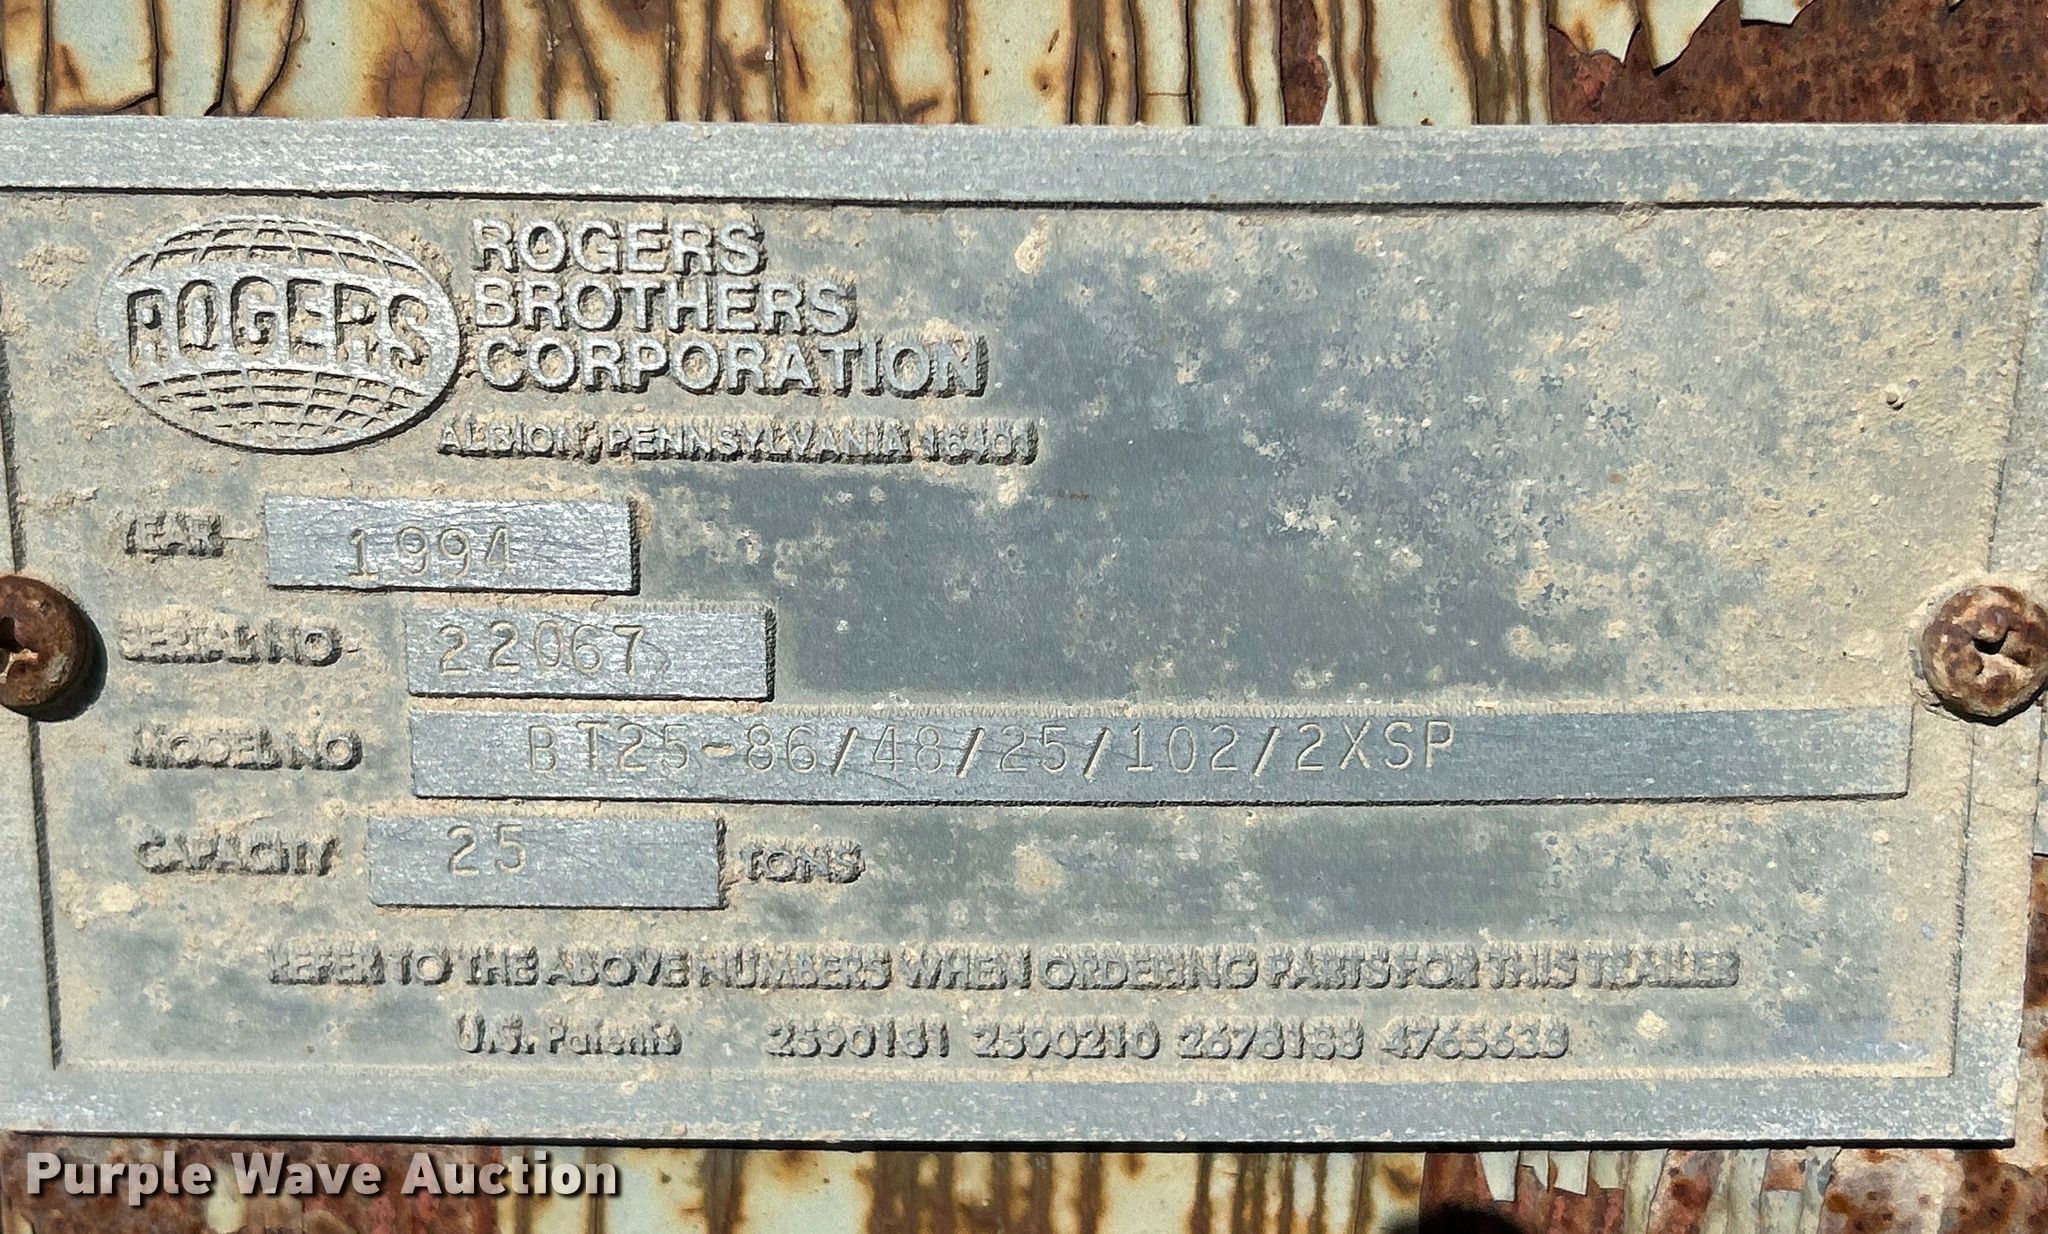 ROGERS
ROGERS
BROTHERS
CORPORATION
ALBION, PENNSYLVANIA 16401
YEAR 1994
SERIAL NO 22067
MODEL NO BT25-86/48/25/102/2XSP
CAPACITY 25 TONS
REFER TO THE ABOVE NUMBERS WHEN ORDERING PARTS FOR THIS TRAILER
U.S. Patents 2590181 2590210 2678188 4765638
Purple Wave Auction